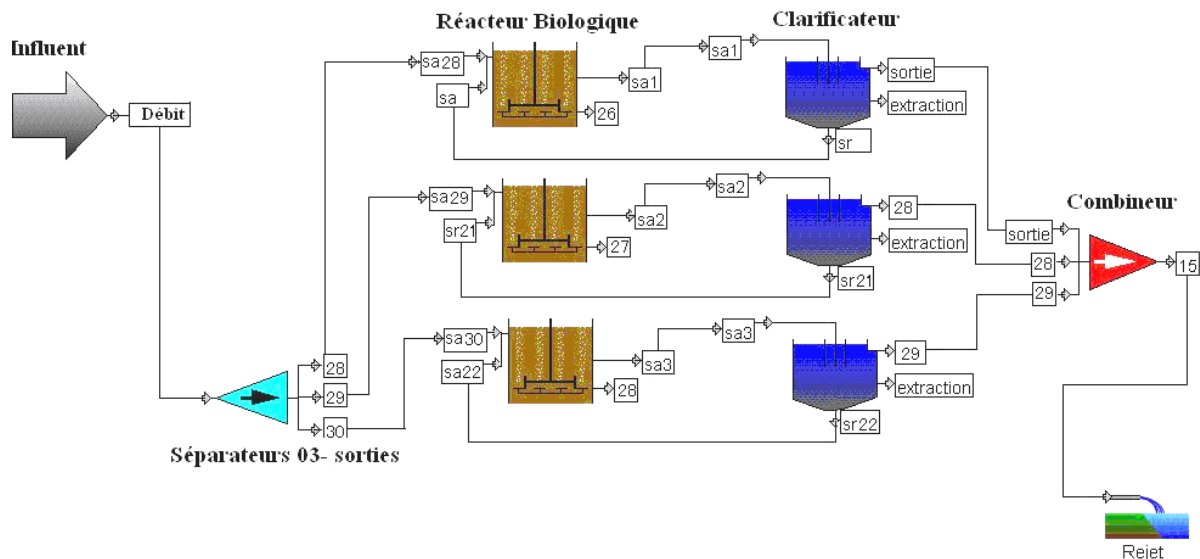 Réacteur Biologique
Clarificateur
Influent
Débit
sa28
sa
sa1
26
sa1
sortie
extraction
sr
sa29
sr21
sa2
27
sa2
28
extraction
sr21
Combineur
sortie
28
29
15
sa30
sa22
sa3
28
sa3
29
extraction
sr22
28
29
30
Séparateurs 03- sorties
Rejet